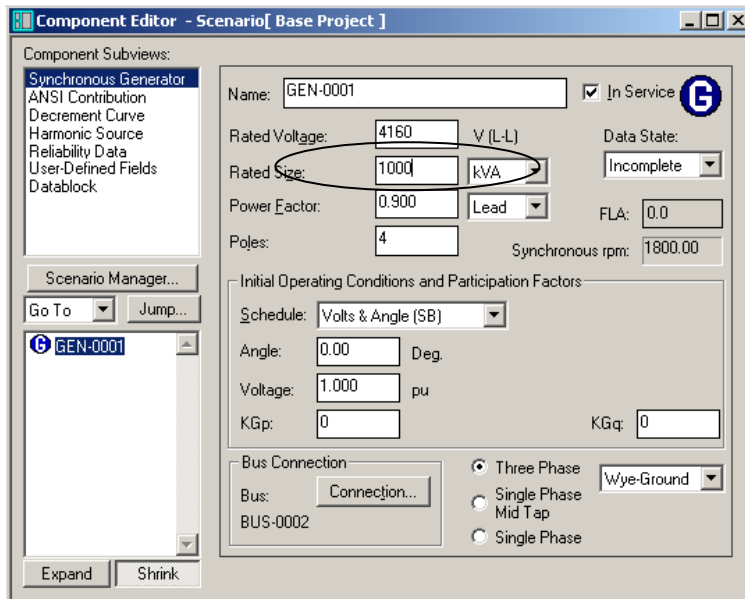 Component Editor - Scenario[ Base Project ]
Component Subviews:
Synchronous Generator
ANSI Contribution
Decrement Curve
Harmonic Source
Reliability Data
User-Defined Fields
Datablock
Scenario Manager...
Go To
Jump...
GEN-0001
Expand
Shrink
Name: GEN-0001
In Service
G
Rated Voltage: 4160 V (L-L)
Data State:
Rated Size: 1000 kVA
Incomplete
Power Factor: 0.900 Lead
FLA: 0.0
Poles: 4
Synchronous rpm: 1800.00
Initial Operating Conditions and Participation Factors
Schedule: Volts & Angle (SB)
Angle: 0.00 Deg.
Voltage: 1.000 pu
KGp: 0
KGq: 0
Bus Connection
Bus: Connection...
BUS-0002
Three Phase
Wye-Ground
Single Phase
Mid Tap
Single Phase